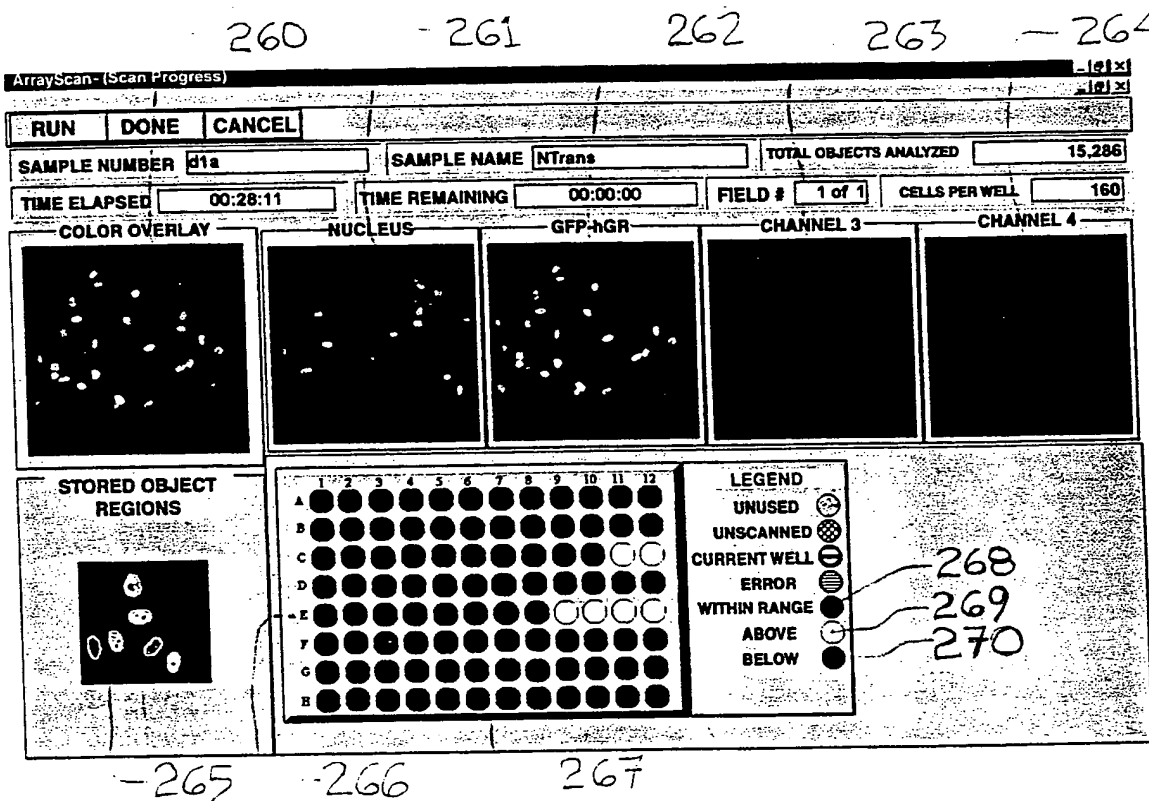 260 261 262 263 264
ArrayScan- (Scan Progress)
RUN DONE CANCEL
SAMPLE NUMBER d1a SAMPLE NAME NTrans TOTAL OBJECTS ANALYZED 15,286
TIME ELAPSED 00:28:11 TIME REMAINING 00:00:00 FIELD # 1 of 1 CELLS PER WELL 160
COLOR OVERLAY NUCLEUS GFP-hGR CHANNEL 3 CHANNEL 4
STORED OBJECT
REGIONS
1 2 3 4 5 6 7 8 9 10 11 12
A
B
C
D
E
F
G
H
LEGEND
UNUSED
UNSCANNED
CURRENT WELL
ERROR
WITHIN RANGE 268
ABOVE 269
BELOW 270
265 266 267